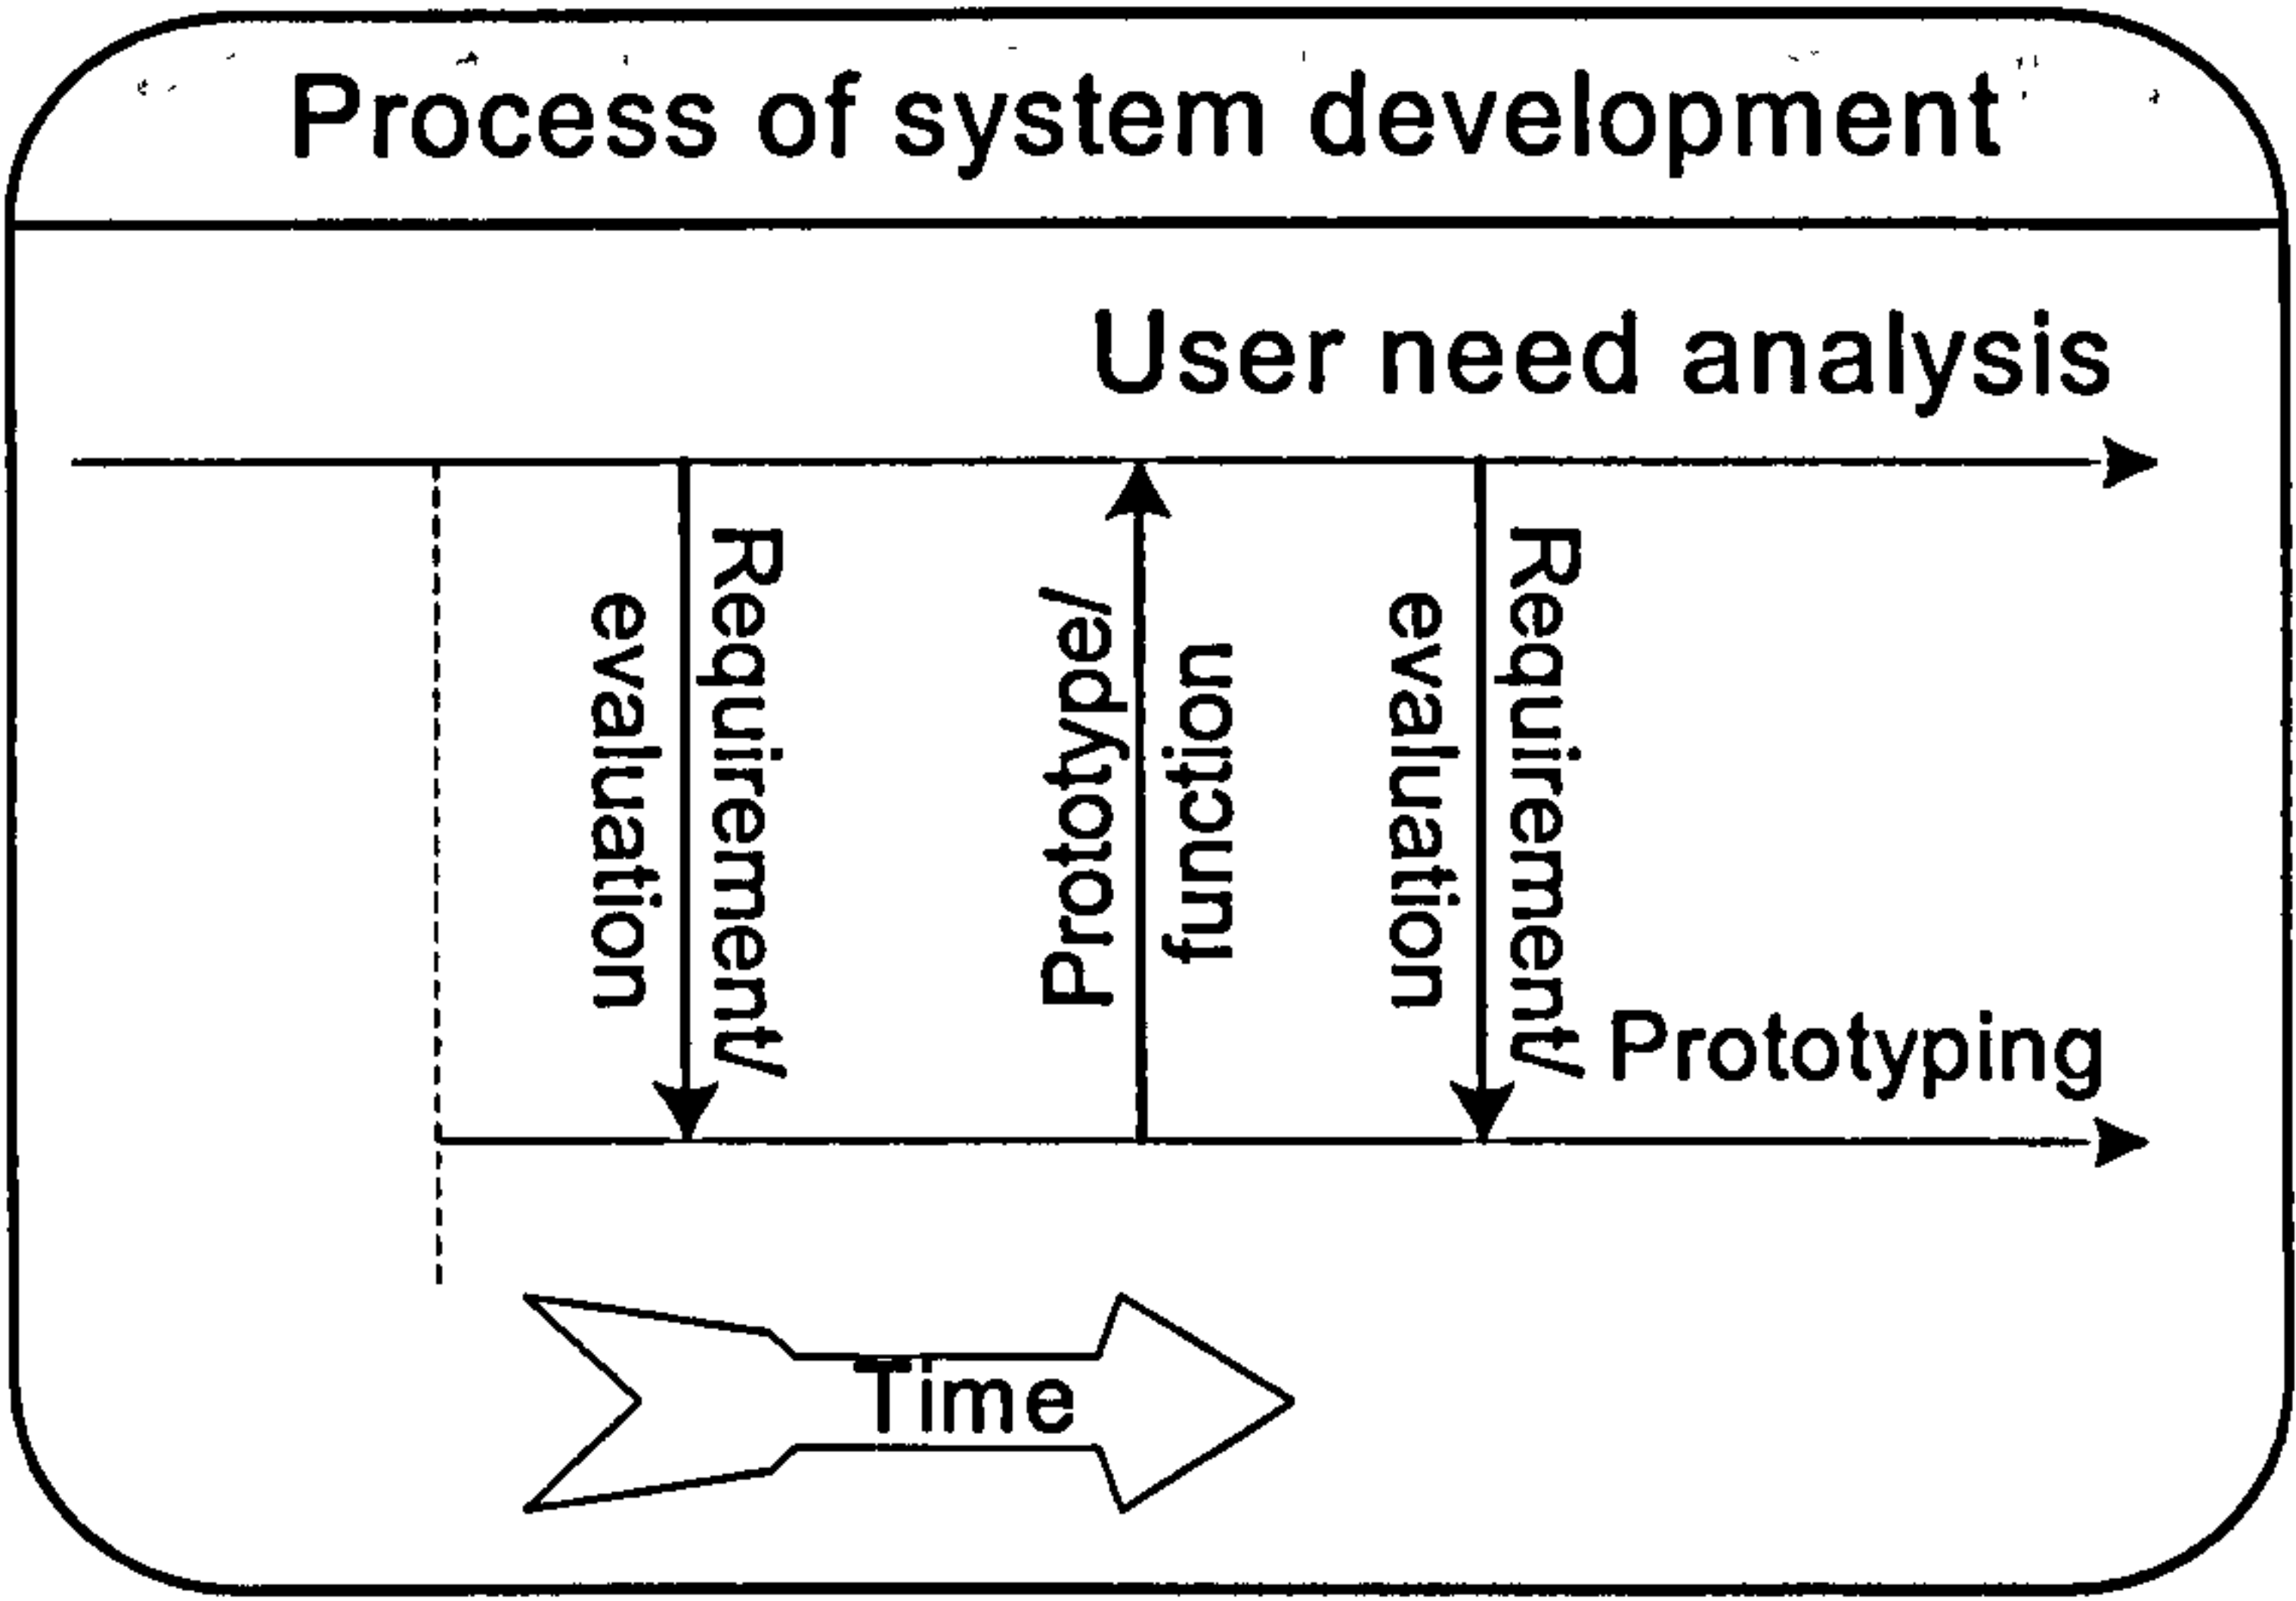 Process of system development
User need analysis
Requirement/
evaluation
Prototype/
function
Requirement/
evaluation
Prototyping
Time